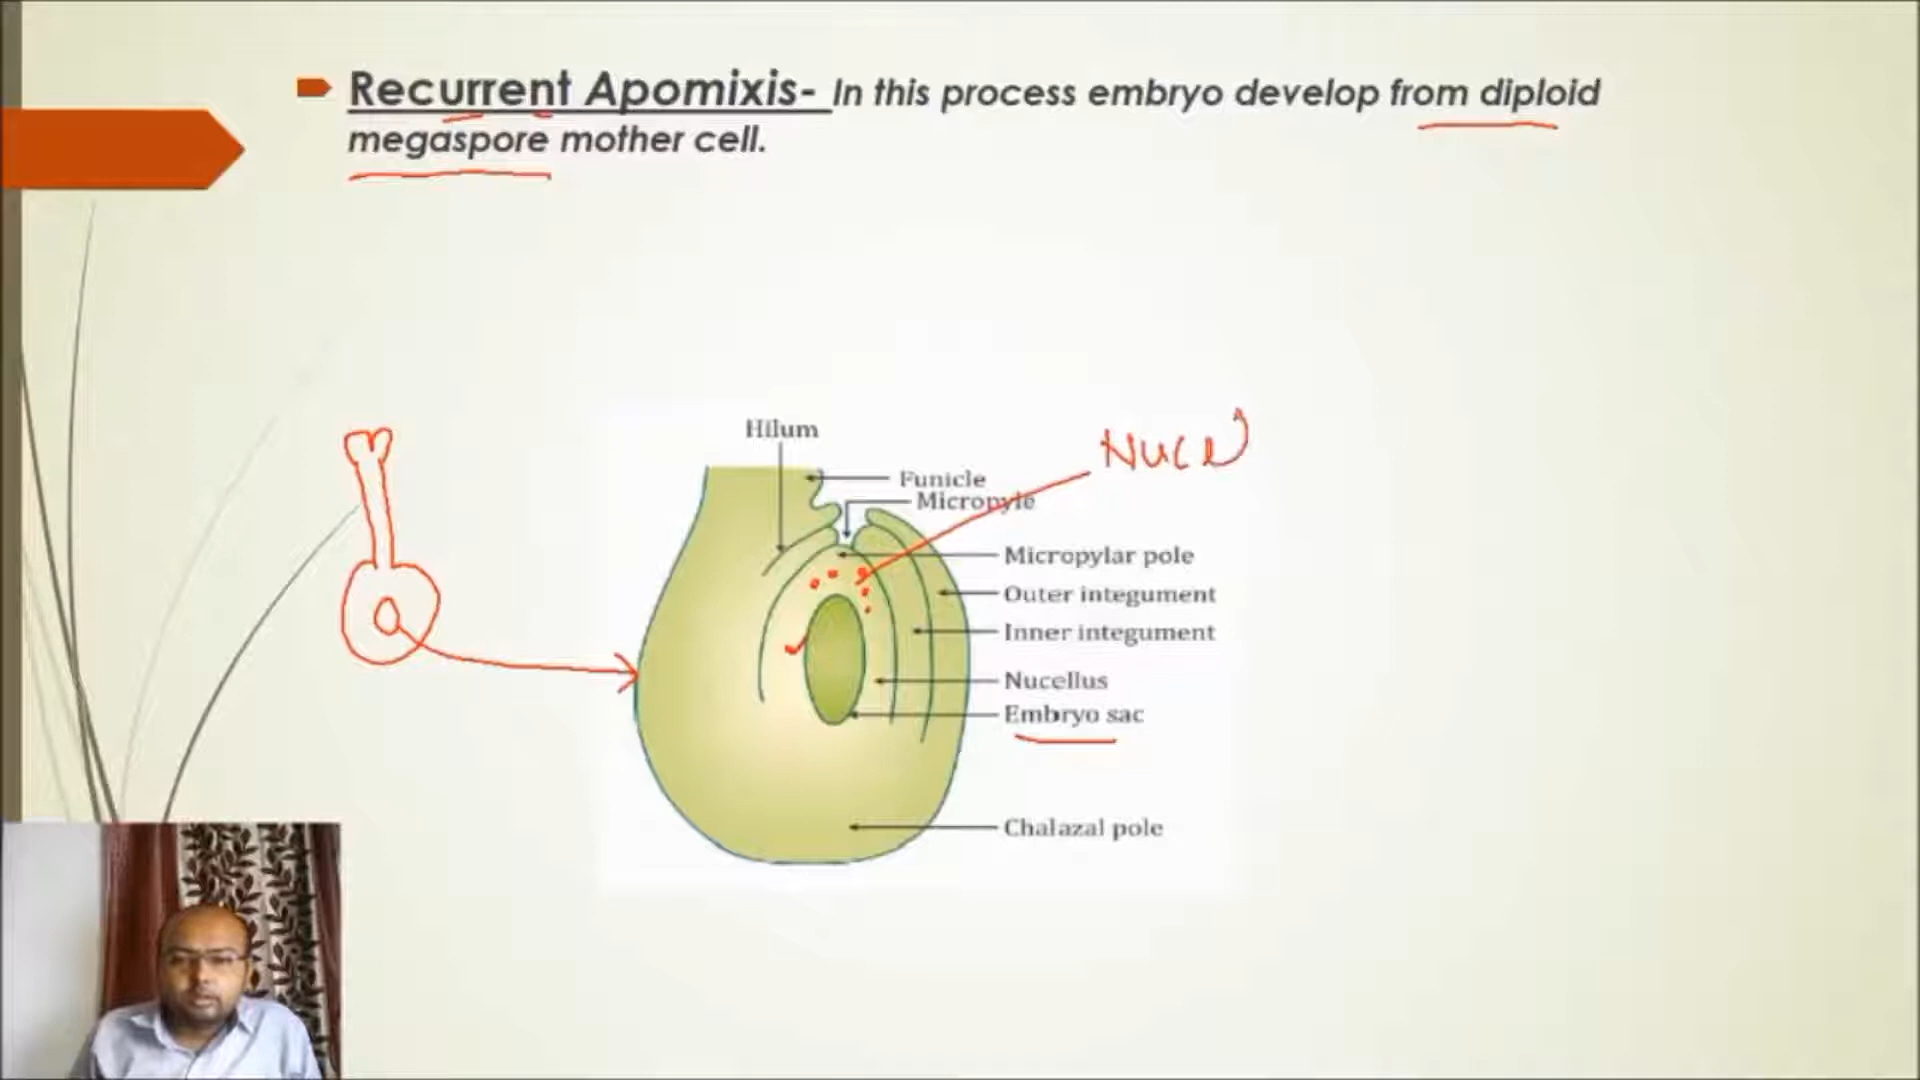 Recurrent Apomixis- In this process embryo develop from diploid
megaspore mother cell.
Hilum
Funicle
Micropyle
Micropylar pole
Outer integument
Inner integument
Nucellus
Embryo sac
Chalazal pole